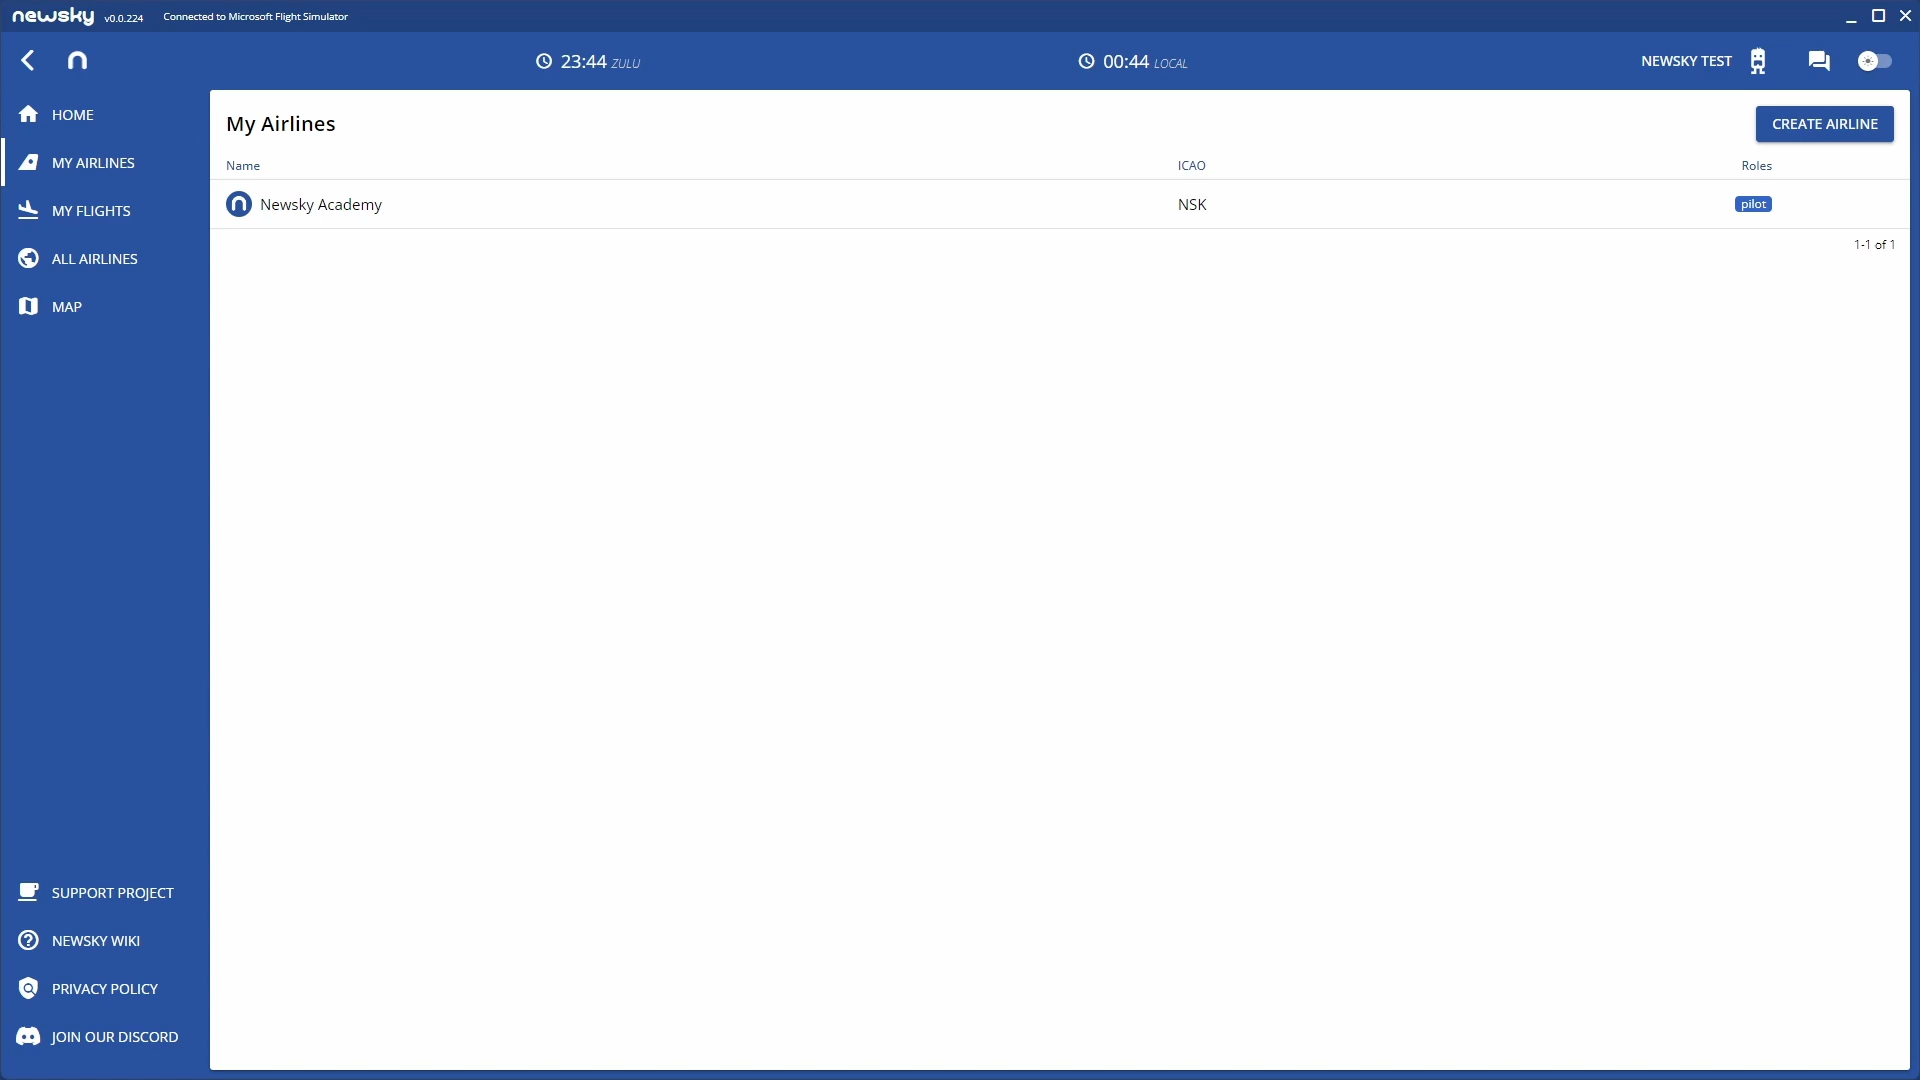 newsky v0.0.224 Connected to Microsoft Flight Simulator
23:44 ZULU
00:44 LOCAL
NEWSKY TEST
HOME
MY AIRLINES
MY FLIGHTS
ALL AIRLINES
MAP
SUPPORT PROJECT
NEWSKY WIKI
PRIVACY POLICY
JOIN OUR DISCORD
My Airlines
CREATE AIRLINE
Name ICAO Roles
Newsky Academy NSK pilot
1-1 of 1